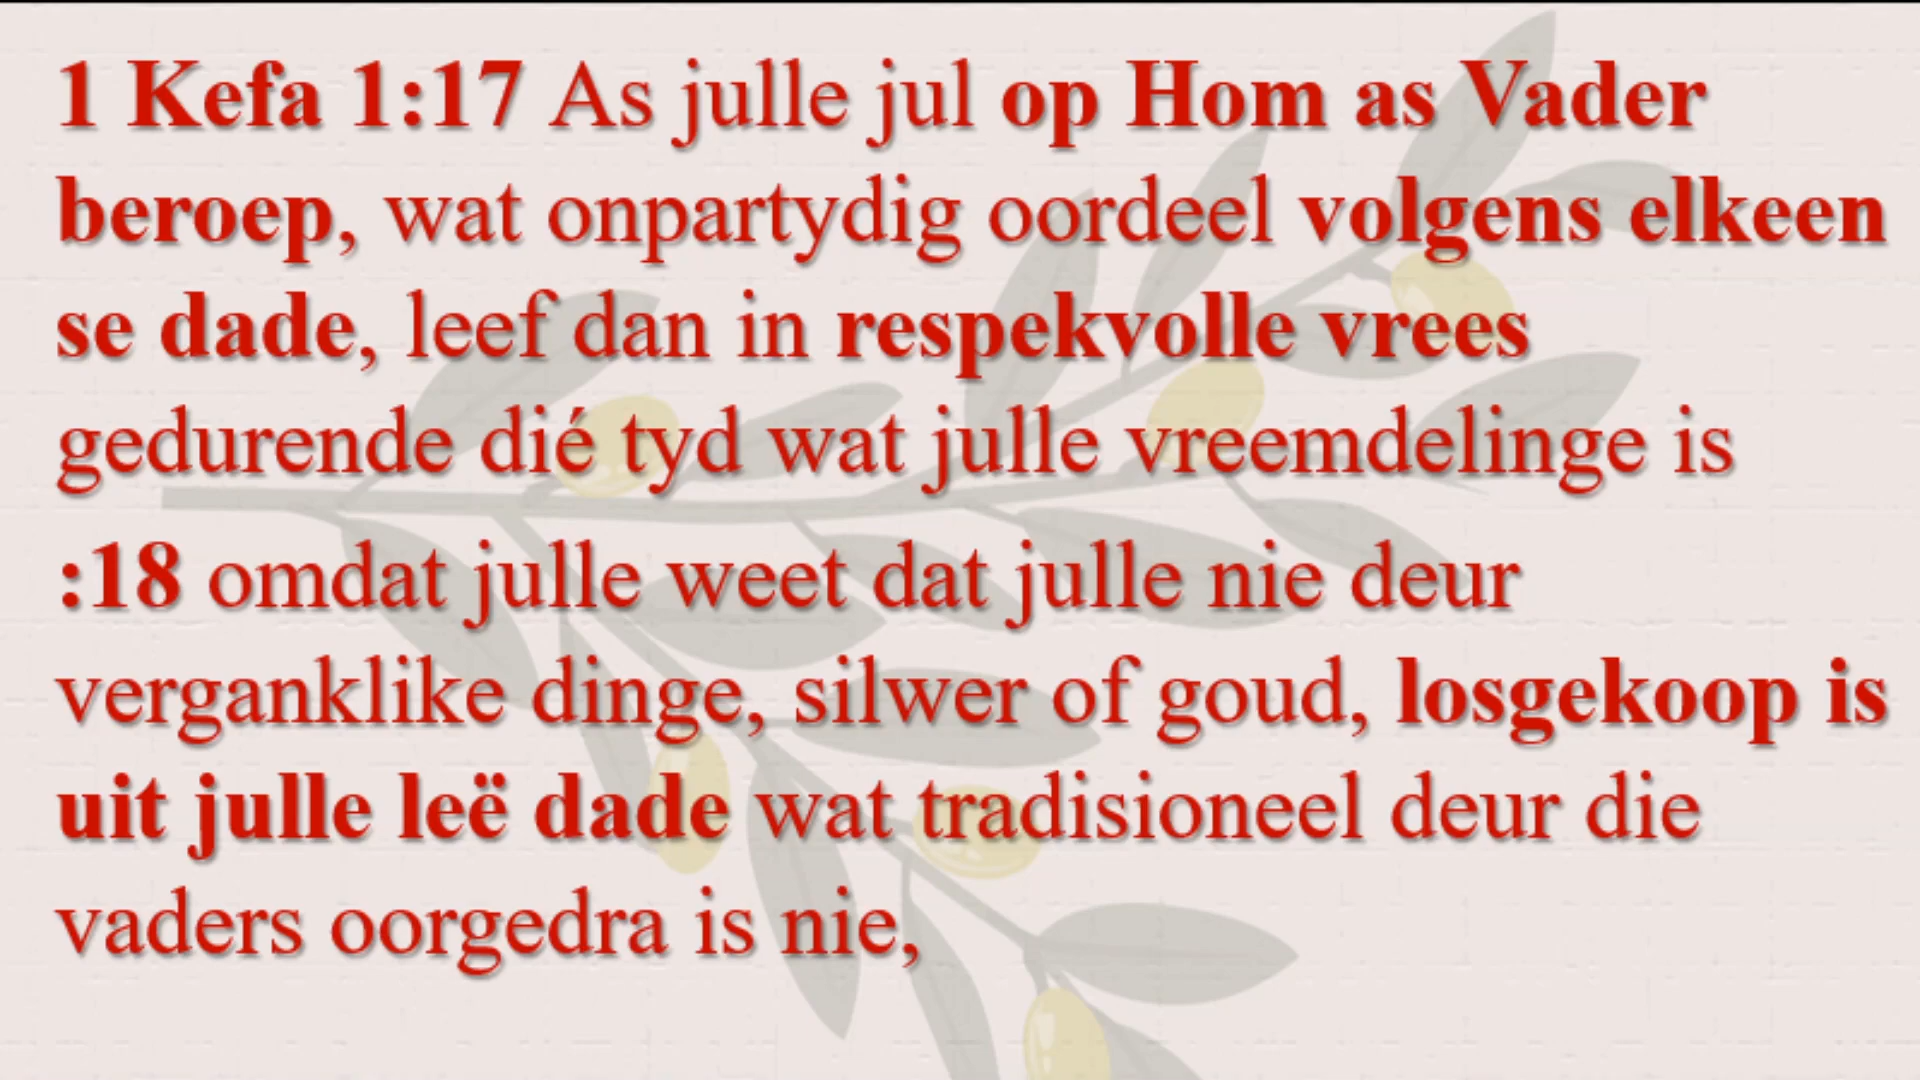 1 Kefa 1:17 As julle jul op Hom as Vader
beroep, wat onpartydig oordeel volgens elkeen
se dade, leef dan in respekvolle vrees
gedurende dié tyd wat julle vreemdelinge is
:18 omdat julle weet dat julle nie deur
verganklike dinge, silwer of goud, losgekoop is
uit julle leë dade wat tradisioneel deur die
vaders oorgedra is nie,